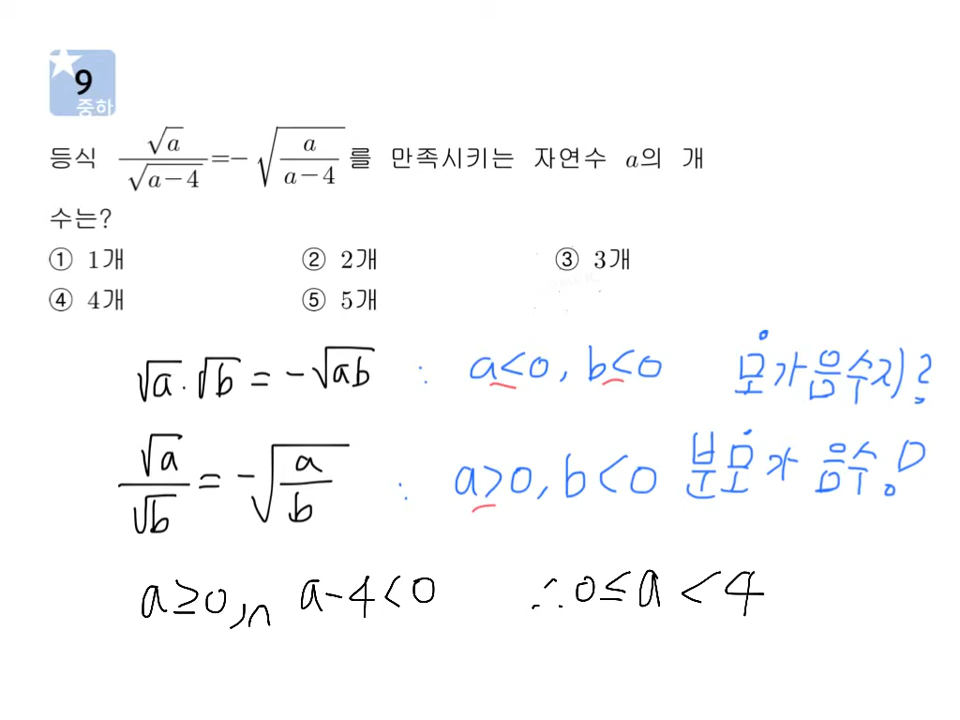 9
중하
등식 √a/√(a−4) = −√(a/(a−4)) 를 만족시키는 자연수 a의 개
수는?
① 1개 ② 2개 ③ 3개
④ 4개 ⑤ 5개
√a·√b = −√ab : a<0, b<0 모가음수지?
√a/√b = −√(a/b) : a>0, b<0 분모가 음수!
a≥0, a-4<0 ∴0≤a<4